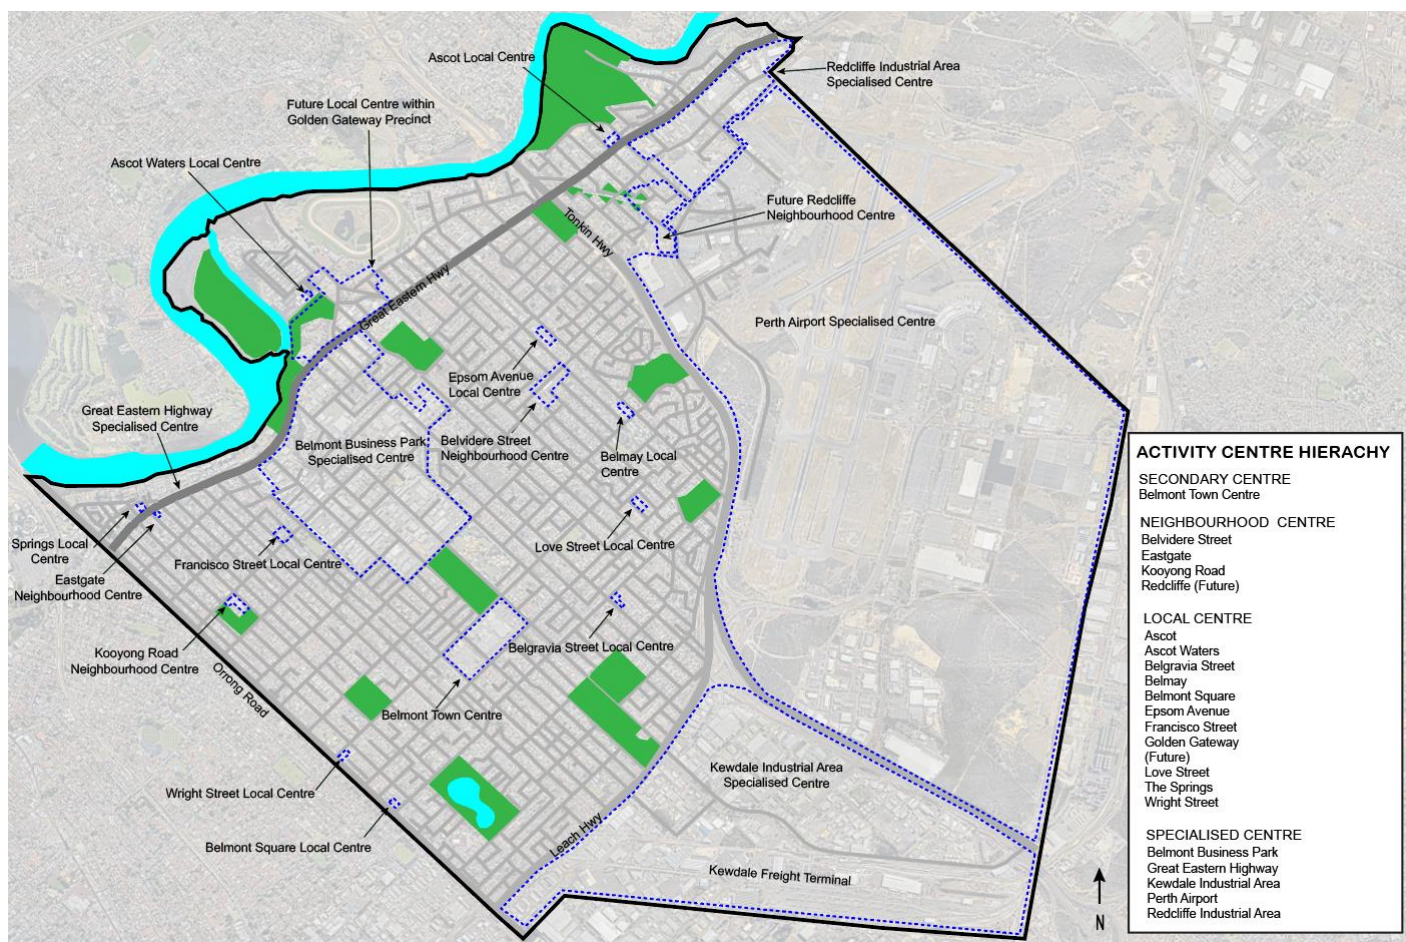 Ascot Local Centre
Redcliffe Industrial Area
Specialised Centre
Future Local Centre within
Golden Gateway Precinct
Ascot Waters Local Centre
Future Redcliffe
Neighbourhood Centre
Tonkin Hwy
Great Eastern Hwy
Perth Airport Specialised Centre
Epsom Avenue
Local Centre
Great Eastern Highway
Specialised Centre
Belmont Business Park
Specialised Centre
Belvidere Street
Neighbourhood Centre
Belmay Local
Centre
Springs Local
Centre
Eastgate
Neighbourhood Centre
Francisco Street Local Centre
Love Street Local Centre
Kooyong Road
Neighbourhood Centre
Belgravia Street Local Centre
Orrong Road
Belmont Town Centre
Wright Street Local Centre
Belmont Square Local Centre
Kewdale Industrial Area
Specialised Centre
Leach Hwy
Kewdale Freight Terminal
N
ACTIVITY CENTRE HIERACHY
SECONDARY CENTRE
Belmont Town Centre
NEIGHBOURHOOD CENTRE
Belvidere Street
Eastgate
Kooyong Road
Redcliffe (Future)
LOCAL CENTRE
Ascot
Ascot Waters
Belgravia Street
Belmay
Belmont Square
Epsom Avenue
Francisco Street
Golden Gateway
(Future)
Love Street
The Springs
Wright Street
SPECIALISED CENTRE
Belmont Business Park
Great Eastern Highway
Kewdale Industrial Area
Perth Airport
Redcliffe Industrial Area